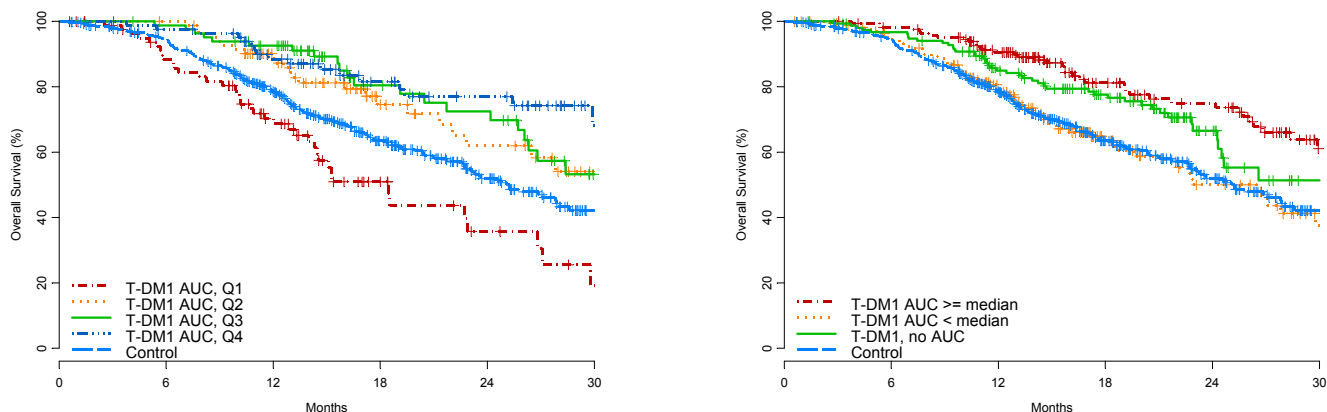 Overall Survival (%)
100
80
60
40
20
0
T-DM1 AUC, Q1
T-DM1 AUC, Q2
T-DM1 AUC, Q3
T-DM1 AUC, Q4
Control
0 6 12 18 24 30
Months
Overall Survival (%)
100
80
60
40
20
0
T-DM1 AUC >= median
T-DM1 AUC < median
T-DM1, no AUC
Control
0 6 12 18 24 30
Months